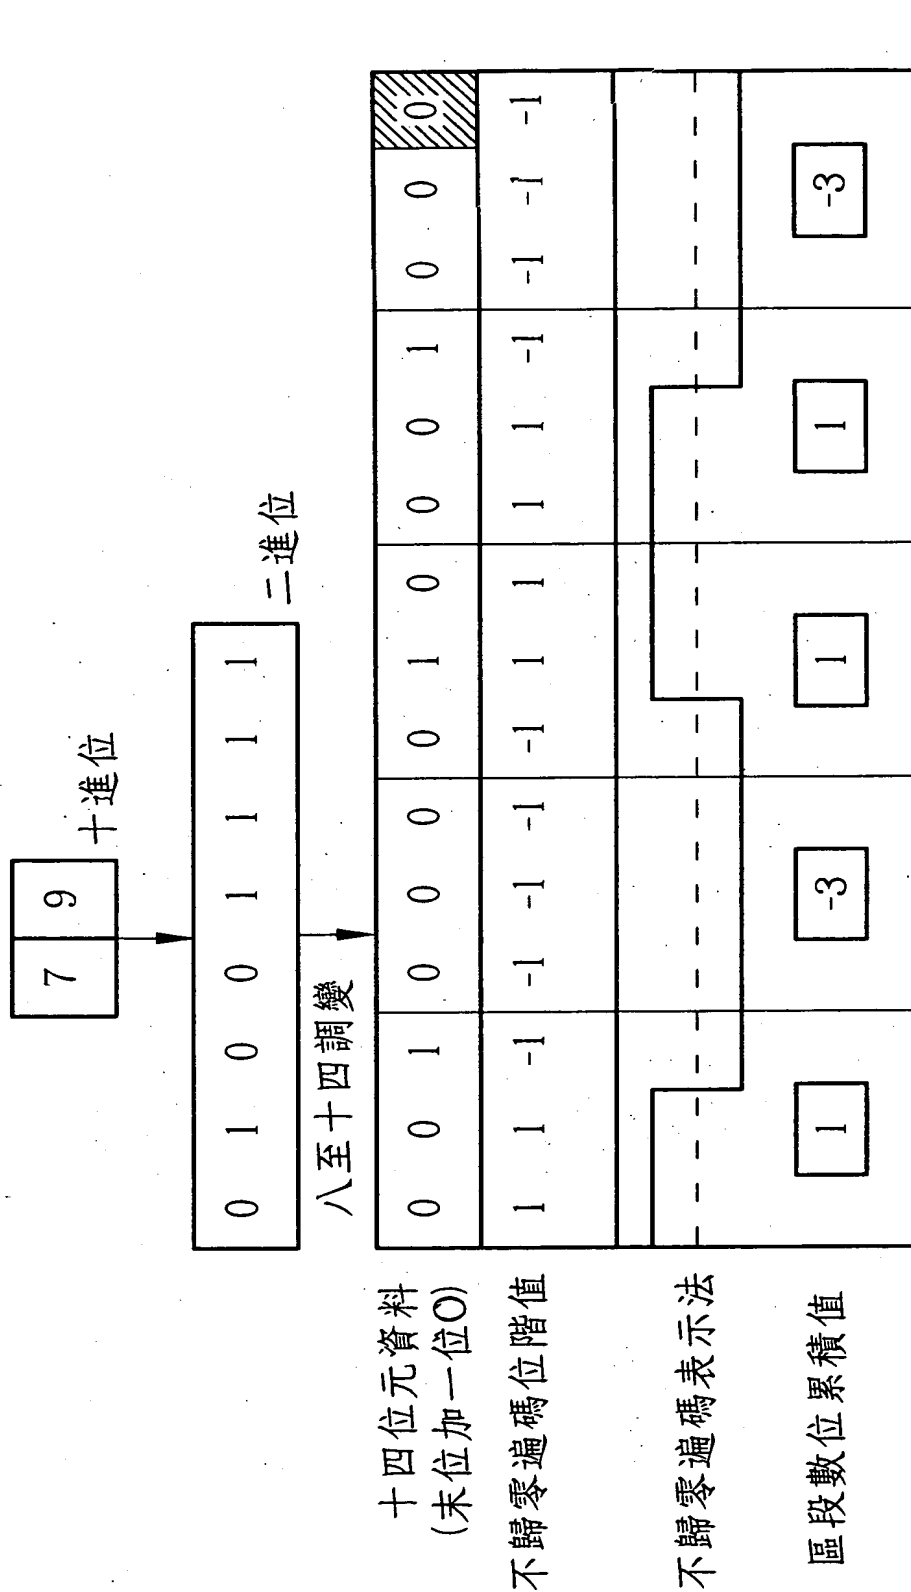 7 9
十進位
0 1 0 0 1 1 1 1
二進位
八至十四調變
十四位元資料
(末位加一位0)
0 0 1 0 0 0 0 1 0 0 0 1 0 0 0
不歸零遍碼位階值
1 1 -1 -1 -1 -1 -1 1 1 1 1 -1 -1 -1 -1
不歸零遍碼表示法
區段數位累積值
1 -3 1 1 -3